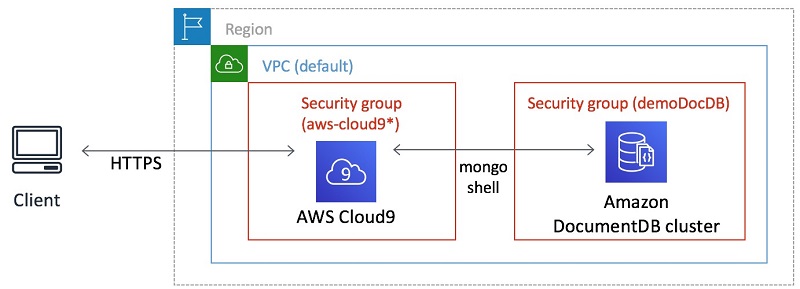 Region
VPC (default)
Security group
(aws-cloud9*)
Security group (demoDocDB)
HTTPS
9
mongo
shell
Client
AWS Cloud9
Amazon
DocumentDB cluster